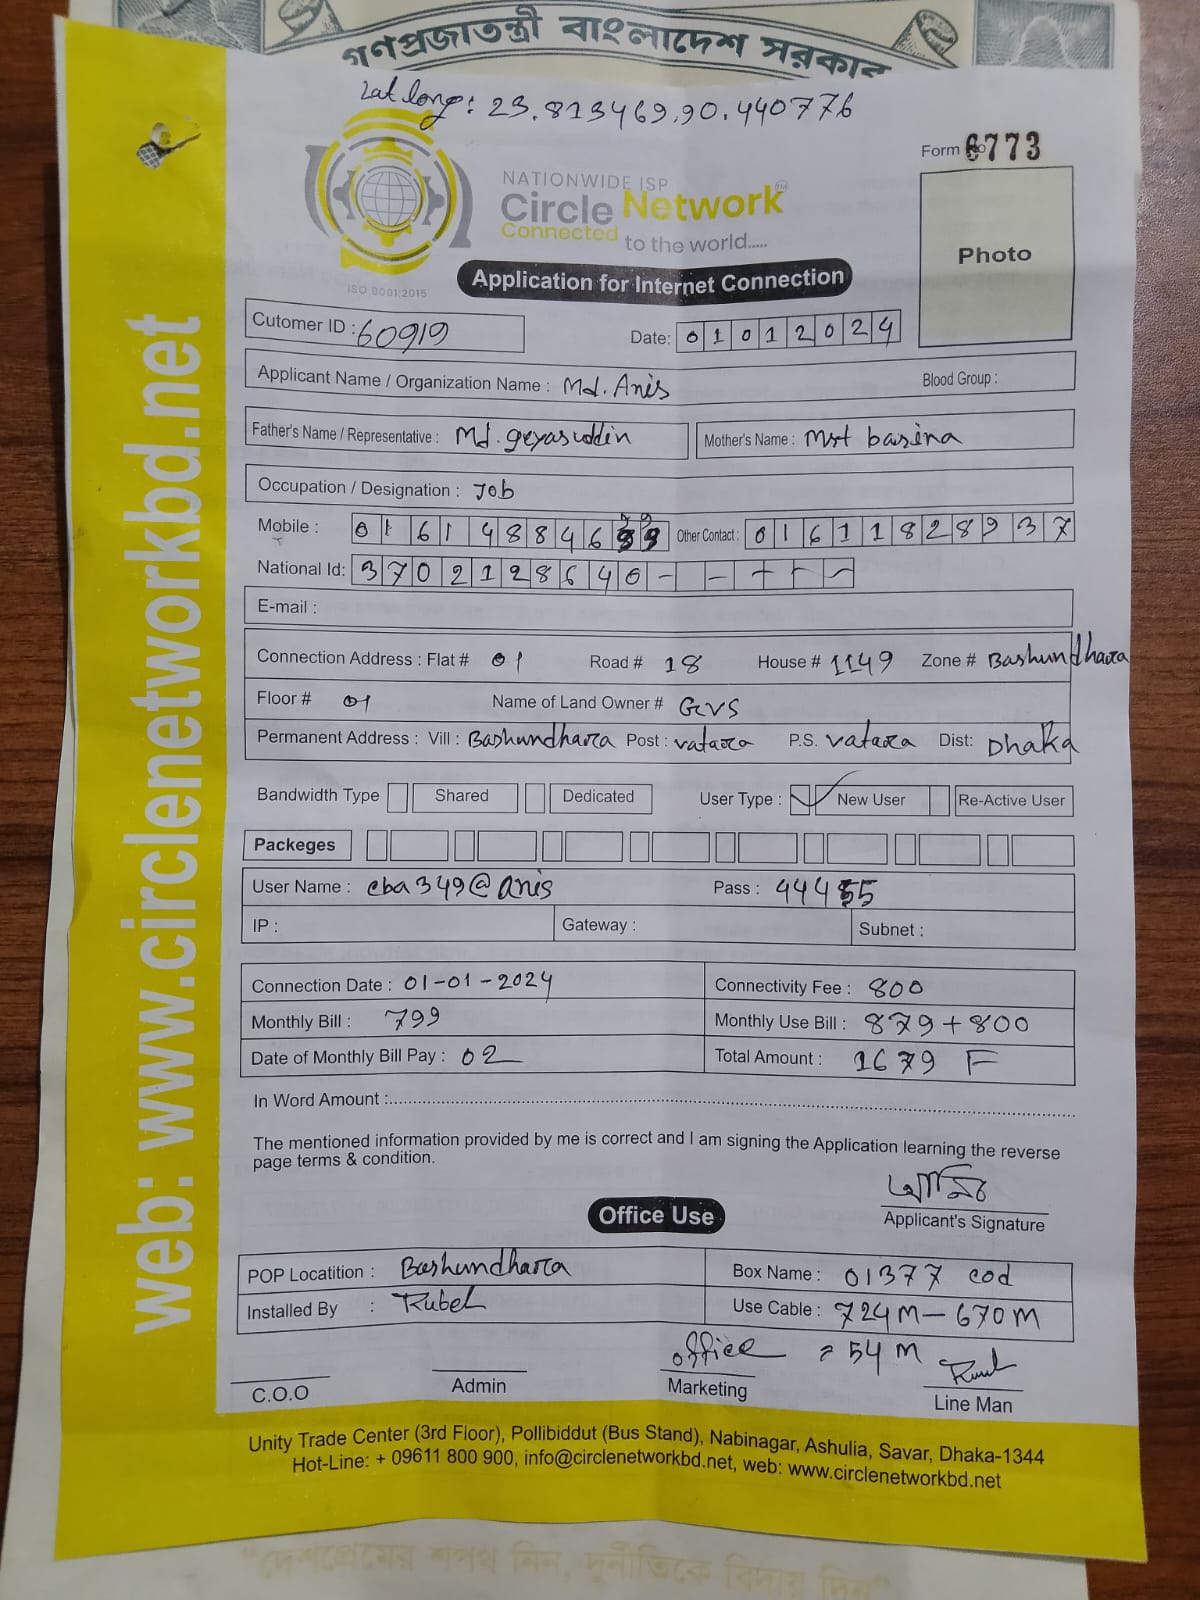 গণপ্রজাতন্ত্রী বাংলাদেশ সরকার
Lat long: 23.813469,90.440776
Form No 6773
NATIONWIDE ISP
Circle Network TM
Connected to the world.....
ISO 9001:2015
Photo
Application for Internet Connection
Cutomer ID : 60919 Date: 01012024
Applicant Name / Organization Name : Md. Anis Blood Group :
Father's Name / Representative : Md. geyasuddin Mother's Name : Mst basina
Occupation / Designation : Job
Mobile : 016148846 Other Contact : 01611828937
National Id: 3702128640-
E-mail :
Connection Address : Flat # 01 Road # 18 House # 1149 Zone # Bashundhara
Floor # 01 Name of Land Owner # GVS
Permanent Address : Vill : Bashundhara Post : vatara P.S. vatara Dist: Dhaka
Bandwidth Type Shared Dedicated User Type : New User Re-Active User
Packeges
User Name : cba349@anis Pass : 44455
IP : Gateway : Subnet :
Connection Date : 01-01-2024 Connectivity Fee : 800
Monthly Bill : 799 Monthly Use Bill : 879+800
Date of Monthly Bill Pay : 02 Total Amount : 1679 F
In Word Amount :
The mentioned information provided by me is correct and I am signing the Application learning the reverse
page terms & condition.
Applicant's Signature
Office Use
POP Locatition : Bashundhara Box Name : 01377 cod
Installed By : Rubel Use Cable : 724M-670M
office = 54 M
C.O.O Admin Marketing Line Man
Unity Trade Center (3rd Floor), Pollibiddut (Bus Stand), Nabinagar, Ashulia, Savar, Dhaka-1344
Hot-Line: + 09611 800 900, info@circlenetworkbd.net, web: www.circlenetworkbd.net
web: www.circlenetworkbd.net
"দেশপ্রেমের শপথ নিন, দুর্নীতিকে বিদায় দিন"